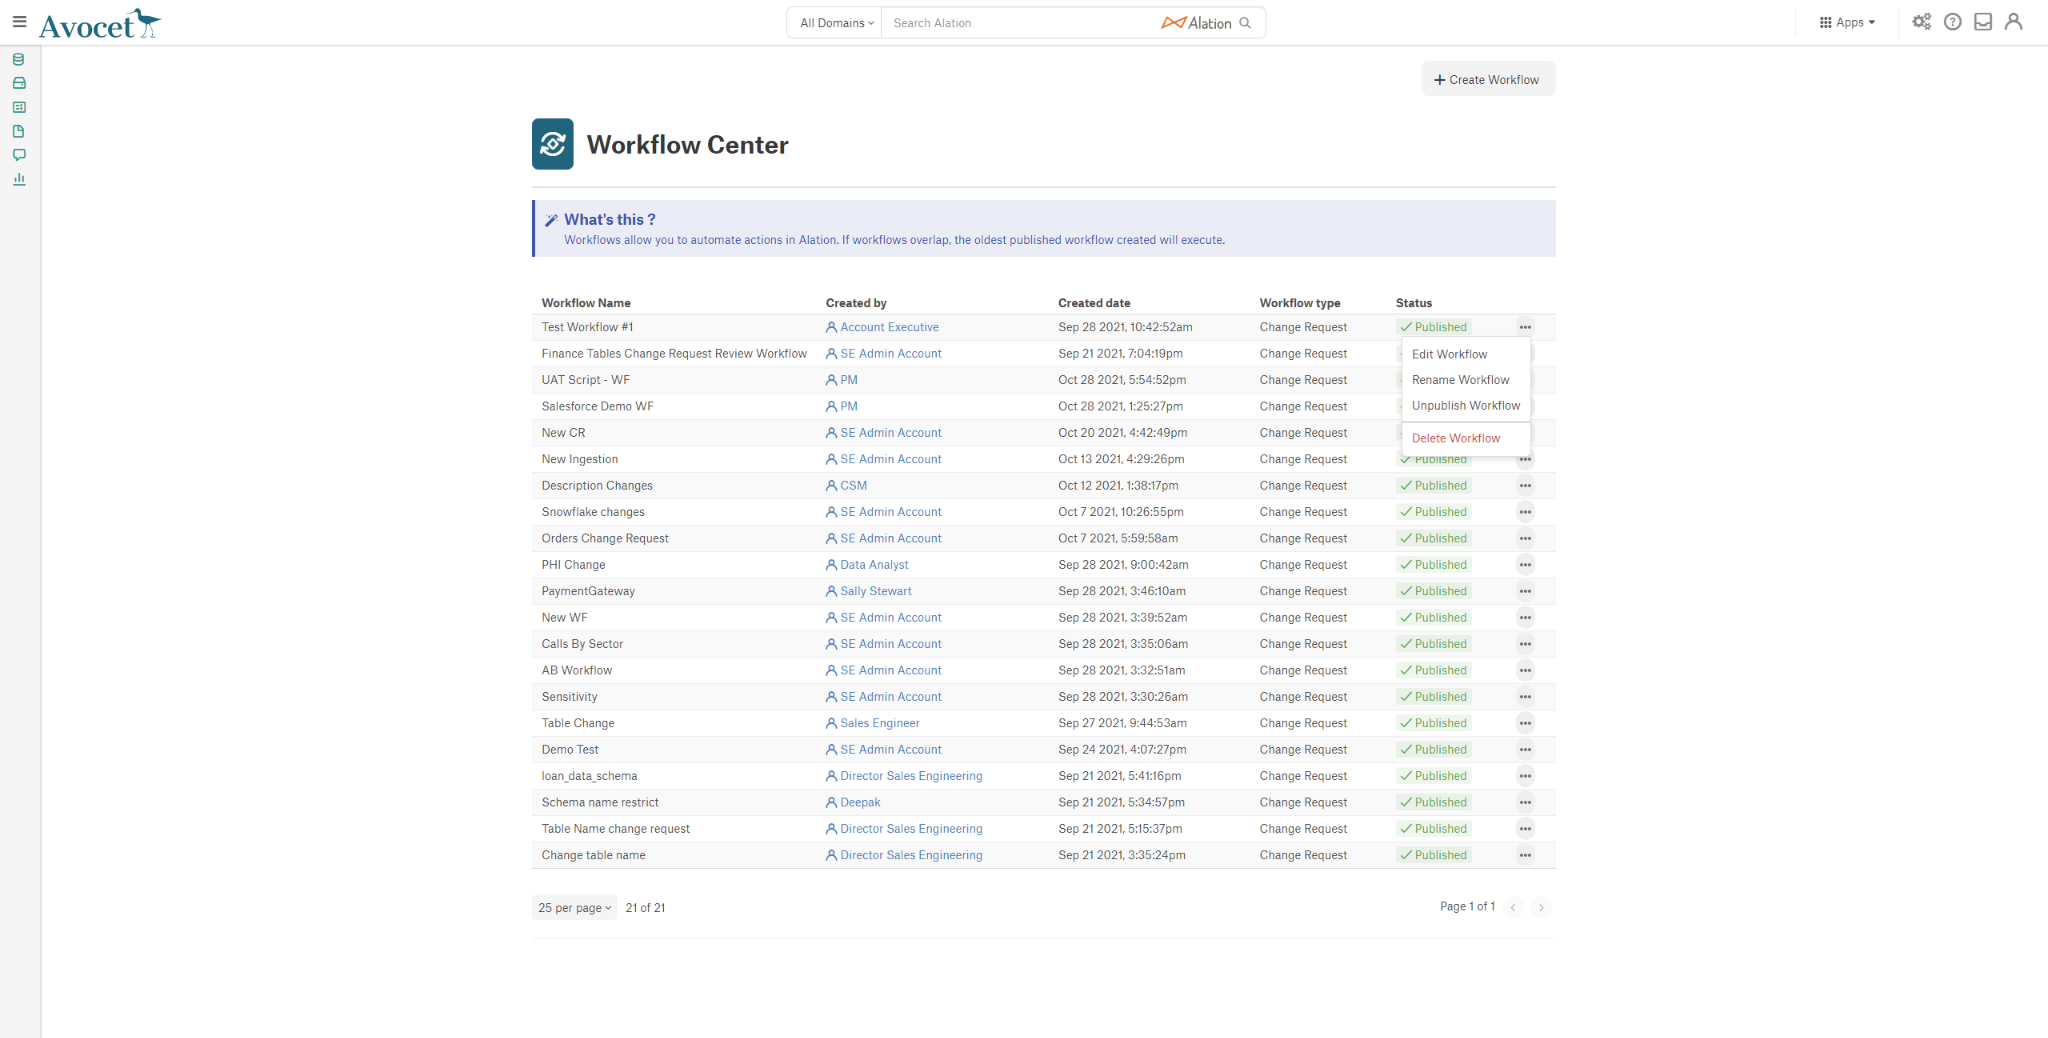 Avocet
All Domains
Search Alation
Alation
Apps
Create Workflow
Workflow Center
What's this ?
Workflows allow you to automate actions in Alation. If workflows overlap, the oldest published workflow created will execute.
Workflow Name Created by Created date Workflow type Status
Test Workflow #1 Account Executive Sep 28 2021, 10:42:52am Change Request Published
Finance Tables Change Request Review Workflow SE Admin Account Sep 21 2021, 7:04:19pm Change Request
UAT Script - WF PM Oct 28 2021, 5:54:52pm Change Request
Salesforce Demo WF PM Oct 28 2021, 1:25:27pm Change Request
New CR SE Admin Account Oct 20 2021, 4:42:49pm Change Request
New Ingestion SE Admin Account Oct 13 2021, 4:29:26pm Change Request Published
Edit Workflow
Rename Workflow
Unpublish Workflow
Delete Workflow
Description Changes CSM Oct 12 2021, 1:38:17pm Change Request Published
Snowflake changes SE Admin Account Oct 7 2021, 10:26:55pm Change Request Published
Orders Change Request SE Admin Account Oct 7 2021, 5:59:58am Change Request Published
PHI Change Data Analyst Sep 28 2021, 9:00:42am Change Request Published
PaymentGateway Sally Stewart Sep 28 2021, 3:46:10am Change Request Published
New WF SE Admin Account Sep 28 2021, 3:39:52am Change Request Published
Calls By Sector SE Admin Account Sep 28 2021, 3:35:06am Change Request Published
AB Workflow SE Admin Account Sep 28 2021, 3:32:51am Change Request Published
Sensitivity SE Admin Account Sep 28 2021, 3:30:26am Change Request Published
Table Change Sales Engineer Sep 27 2021, 9:44:53am Change Request Published
Demo Test SE Admin Account Sep 24 2021, 4:07:27pm Change Request Published
loan_data_schema Director Sales Engineering Sep 21 2021, 5:41:16pm Change Request Published
Schema name restrict Deepak Sep 21 2021, 5:34:57pm Change Request Published
Table Name change request Director Sales Engineering Sep 21 2021, 5:15:37pm Change Request Published
Change table name Director Sales Engineering Sep 21 2021, 3:35:24pm Change Request Published
25 per page 21 of 21 Page 1 of 1